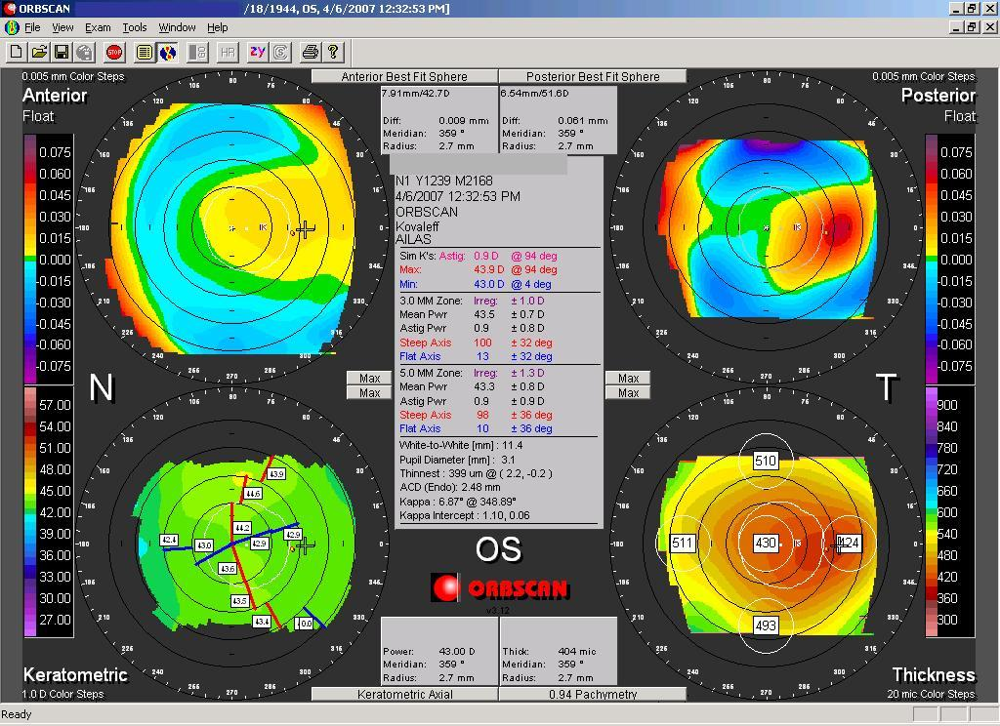 ORBSCAN /18/1944, OS, 4/6/2007 12:32:53 PM]
File View Exam Tools Window Help
STOP HR ZY ?
0.005 mm Color Steps
Anterior
Float
0.075
0.060
0.045
0.030
0.015
0.000
-0.015
-0.030
-0.045
-0.060
-0.075
Anterior Best Fit Sphere
Posterior Best Fit Sphere
7.91mm/42.7D
Diff: 0.009 mm
Meridian: 359 °
Radius: 2.7 mm
6.54mm/51.6D
Diff: 0.061 mm
Meridian: 359 °
Radius: 2.7 mm
0.005 mm Color Steps
Posterior
Float
0.075
0.060
0.045
0.030
0.015
0.000
-0.015
-0.030
-0.045
-0.060
-0.075
N1 Y1239 M2168
4/6/2007 12:32:53 PM
ORBSCAN
Kovaleff
AILAS
Sim K's: Astig: 0.9 D @ 94 deg
Max: 43.9 D @ 94 deg
Min: 43.0 D @ 4 deg
3.0 MM Zone: Irreg: ± 1.0 D
Mean Pwr 43.5 ± 0.7 D
Astig Pwr 0.9 ± 0.8 D
Steep Axis 100 ± 32 deg
Flat Axis 13 ± 32 deg
5.0 MM Zone: Irreg: ± 1.3 D
Mean Pwr 43.3 ± 0.8 D
Astig Pwr 0.9 ± 0.9 D
Steep Axis 98 ± 36 deg
Flat Axis 10 ± 36 deg
White-to-White [mm] : 11.4
Pupil Diameter [mm] : 3.1
Thinnest : 399 um @ ( 2.2, -0.2 )
ACD (Endo): 2.48 mm
Kappa : 6.87° @ 348.89°
Kappa Intercept : 1.10, 0.06
Max
Max
Max
Max
N
T
OS
ORBSCAN
v3.12
57.00
54.00
51.00
48.00
45.00
42.00
39.00
36.00
33.00
30.00
27.00
43.9
44.6
44.2
42.9
42.9
42.4
43.0
43.6
43.5
43.4
Keratometric
1.0 D Color Steps
Power: 43.00 D
Meridian: 359 °
Radius: 2.7 mm
Keratometric Axial
Thick: 404 mic
Meridian: 359 °
Radius: 2.7 mm
0.94 Pachymetry
510
511
430
424
493
900
840
780
720
660
600
540
480
420
360
300
Thickness
20 mic Color Steps
Ready